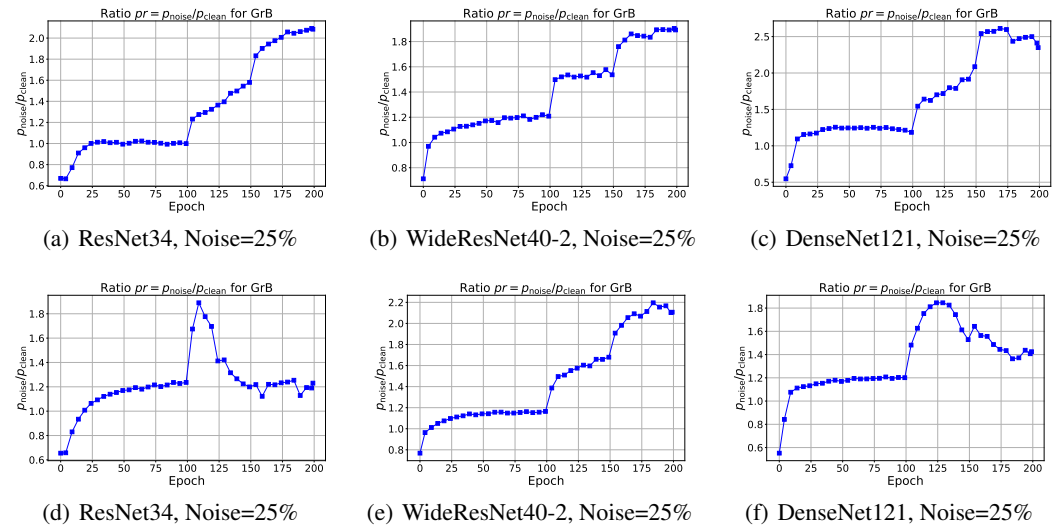 Ratio pr = p_noise/p_clean for GrB
p_noise/p_clean
2.0
1.8
1.6
1.4
1.2
1.0
0.8
0.6
0 25 50 75 100 125 150 175 200
Epoch
(a) ResNet34, Noise=25%
Ratio pr = p_noise/p_clean for GrB
p_noise/p_clean
1.8
1.6
1.4
1.2
1.0
0.8
0 25 50 75 100 125 150 175 200
Epoch
(b) WideResNet40-2, Noise=25%
Ratio pr = p_noise/p_clean for GrB
p_noise/p_clean
2.5
2.0
1.5
1.0
0.5
0 25 50 75 100 125 150 175 200
Epoch
(c) DenseNet121, Noise=25%
Ratio pr = p_noise/p_clean for GrB
p_noise/p_clean
1.8
1.6
1.4
1.2
1.0
0.8
0.6
0 25 50 75 100 125 150 175 200
Epoch
(d) ResNet34, Noise=25%
Ratio pr = p_noise/p_clean for GrB
p_noise/p_clean
2.2
2.0
1.8
1.6
1.4
1.2
1.0
0.8
0 25 50 75 100 125 150 175 200
Epoch
(e) WideResNet40-2, Noise=25%
Ratio pr = p_noise/p_clean for GrB
p_noise/p_clean
1.8
1.6
1.4
1.2
1.0
0.8
0.6
0 25 50 75 100 125 150 175 200
Epoch
(f) DenseNet121, Noise=25%